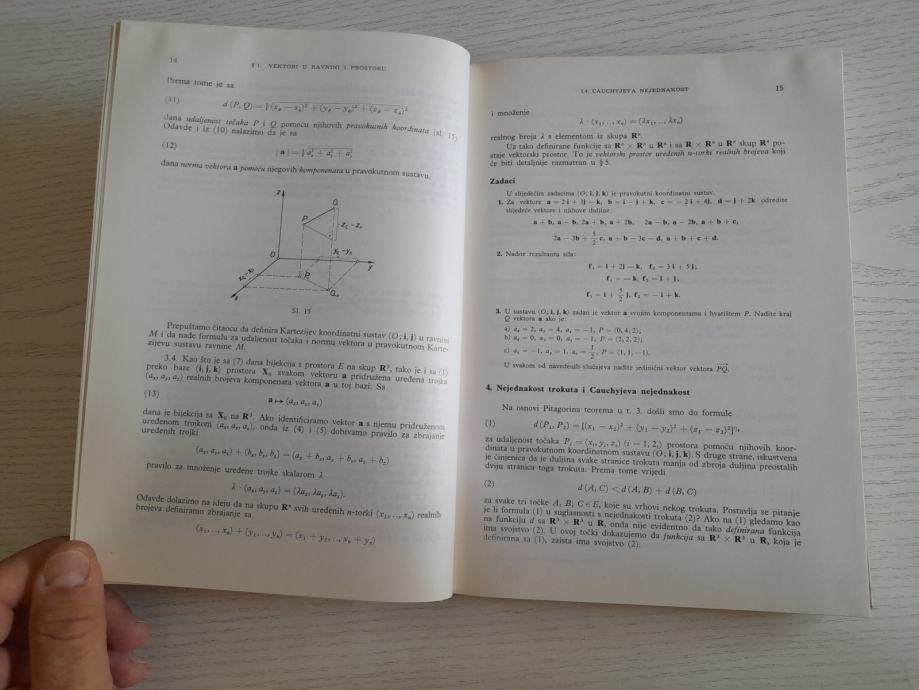 14
§ 1. VEKTORI U RAVNINI I PROSTORU
Prema tome je sa
(11) d (P, Q) = √(x_P − x_Q)² + (y_P − y_Q)² + (z_P − z_Q)²
dana udaljenost točaka P i Q pomoću njihovih pravokutnih koordinata (sl. 15).
Odavde i iz (10) nalazimo da je sa
(12) |a| = √a_x² + a_y² + a_z²
dana norma vektora a pomoću njegovih komponenata u pravokutnom sustavu.
z
Q
P
O
y
x
Sl. 15
Prepuštamo čitaocu da definira Kartezijev koordinatni sustav (O; i, j) u ravnini
M i da nađe formulu za udaljenost točaka i normu vektora u pravokutnom Karte-
zijevu sustavu ravnine M.
3.4. Kao što je sa (7) dana bijekcija s prostora E na skup R³, tako je i sa (1)
preko baze (i, j, k) prostora X₀ svakom vektoru a pridružena uređena trojka
(a_x, a_y, a_z) realnih brojeva komponenata vektora a u toj bazi. Sa
(13) a ↦ (a_x, a_y, a_z)
dana je bijekcija sa X₀ na R³. Ako identificiramo vektor a s njemu pridruženom
uređenom trojkom (a_x, a_y, a_z), onda iz (4) i (5) dobivamo pravilo za zbrajanje
uređenih trojki
(a_x, a_y, a_z) + (b_x, b_y, b_z) = (a_x + b_x, a_y + b_y, a_z + b_z)
pravilo za množenje uređene trojke skalarom λ
λ · (a_x, a_y, a_z) = (λa_x, λa_y, λa_z).
Odavde dolazimo na ideju da na skupu Rⁿ svih uređenih n-torki (x₁, .., xₙ) realnih
brojeva definiramo zbrajanje sa
(x₁, .., xₙ) + (y₁, .., yₙ) = (x₁ + y₁, .., xₙ + yₙ)
1.4. CAUCHYJEVA NEJEDNAKOST
15
i množenje
λ · (x₁, .., xₙ) = (λx₁, .., λxₙ)
realnog broja λ s elementom iz skupa Rⁿ.
Uz tako definirane funkcije sa Rⁿ × Rⁿ u Rⁿ i sa R × Rⁿ u Rⁿ skup Rⁿ po-
staje vektorski prostor. To je vektorski prostor uređenih n-torki realnih brojeva koji
će biti detaljnije razmatran u § 5.
Zadaci
U slijedećim zadacima (O; i, j, k) je pravokutni koordinatni sustav.
1. Za vektore a = 2i + 3j − k, b = i − j + k, c = − 2i + 4j, d = j + 2k odredite
slijedeće vektore i njihove duljine:
a + b, a − b, 2a + b, a + 2b, 2a − b, a − 2b, a + b + c,
2a − 3b + 5/2 c, a + b − 3c − d, a + b + c + d.
2. Nađite rezultantu sila:
f₁ = i + 2j − k, f₂ = 3i + 5j;
f₁ = − k, f₂ = i + j;
f₁ = i + 5/2 j, f₂ = − i + k.
3. U sustavu (O; i, j, k) zadan je vektor a svojim komponentama i hvatištem P. Nađite kraj
Q vektora a ako je:
a) a_x = 2, a_y = 4, a_z = −1, P = (0, 4, 2);
b) a_x = 0, a_y = 0, a_z = −1, P = (2, 2, 2);
c) a_x = −1, a_y = 1, a_z = 1/2, P = (1, 1, −1).
U svakom od navedenih slučajeva nađite jedinični vektor vektora PQ.
4. Nejednakost trokuta i Cauchyjeva nejednakost
Na osnovi Pitagorina teorema u t. 3. došli smo do formule
(1) d (P₁, P₂) = [(x₁ − x₂)² + (y₁ − y₂)² + (z₁ − z₂)²]^½,
za udaljenost točaka Pᵢ = (xᵢ, yᵢ, zᵢ) (i = 1, 2,) prostora pomoću njihovih koor-
dinata u pravokutnom koordinatnom sustavu (O; i, j, k). S druge strane, iskustvena
je činjenica da je duljina svake stranice trokuta manja od zbroja duljina preostalih
dviju stranica toga trokuta. Prema tome vrijedi
(2) d (A, C) < d (A, B) + d (B, C)
za svake tri točke A, B, C ∈ E, koje su vrhovi nekog trokuta. Postavlja se pitanje
je li formula (1) u suglasnosti s nejednakosti trokuta (2)? Ako na (1) gledamo kao
na funkciju d sa R³ × R³ u R, onda nije evidentno da tako definirana funkcija
ima svojstvo (2). U ovoj točki dokazujemo da funkcija sa R³ × R³ u R, koja je
definirana sa (1), zaista ima svojstvo (2).